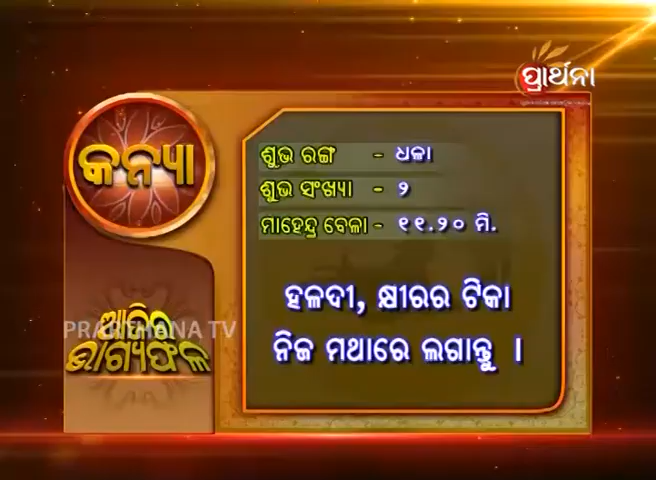 ପ୍ରାର୍ଥନା
କନ୍ୟା
ଶୁଭ ରଙ୍ଗ - ଧଳା
ଶୁଭ ସଂଖ୍ୟା - ୨
ମାହେନ୍ଦ୍ର ବେଳା - ୧୧.୨୦ ମି.
ହଳଦୀ, କ୍ଷୀରର ଟିକା
ନିଜ ମଥାରେ ଲଗାନ୍ତୁ ।
ଆଜିର
PRARTHANA TV
ଭାଗ୍ୟଫଳ